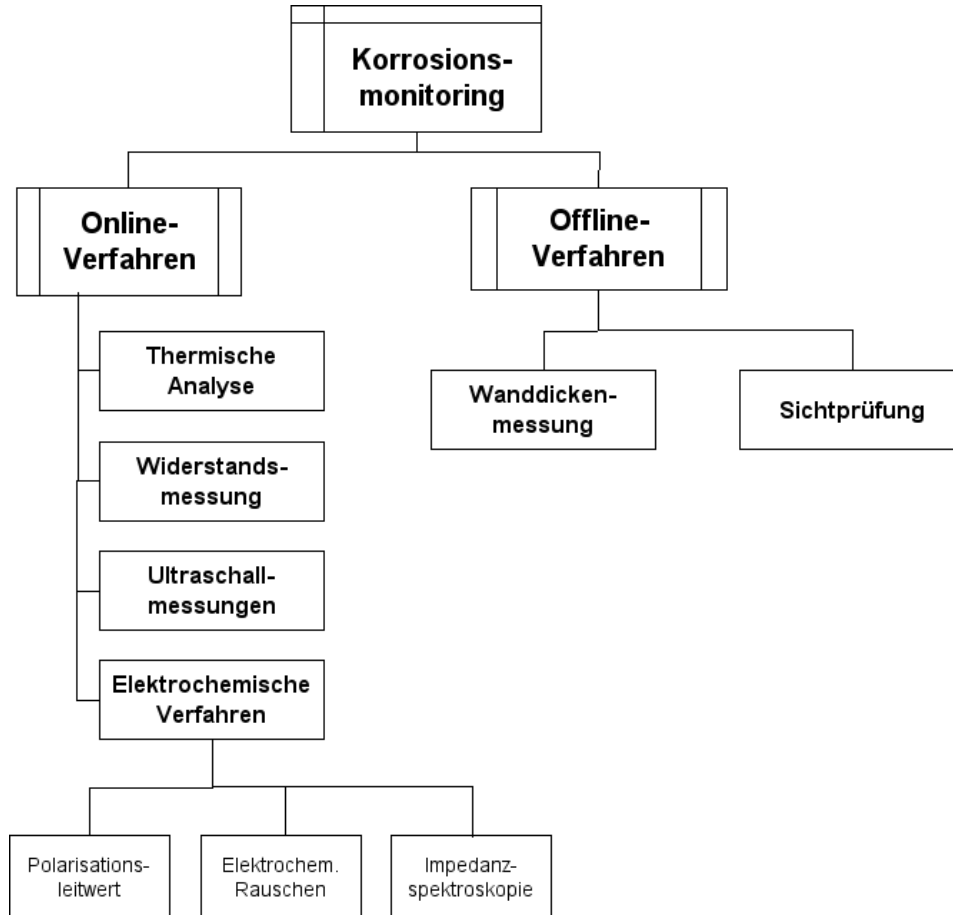 Korrosions-
monitoring
Online-
Verfahren
Offline-
Verfahren
Thermische
Analyse
Widerstands-
messung
Ultraschall-
messungen
Elektrochemische
Verfahren
Wanddicken-
messung
Sichtprüfung
Polarisations-
leitwert
Elektrochem.
Rauschen
Impedanz-
spektroskopie